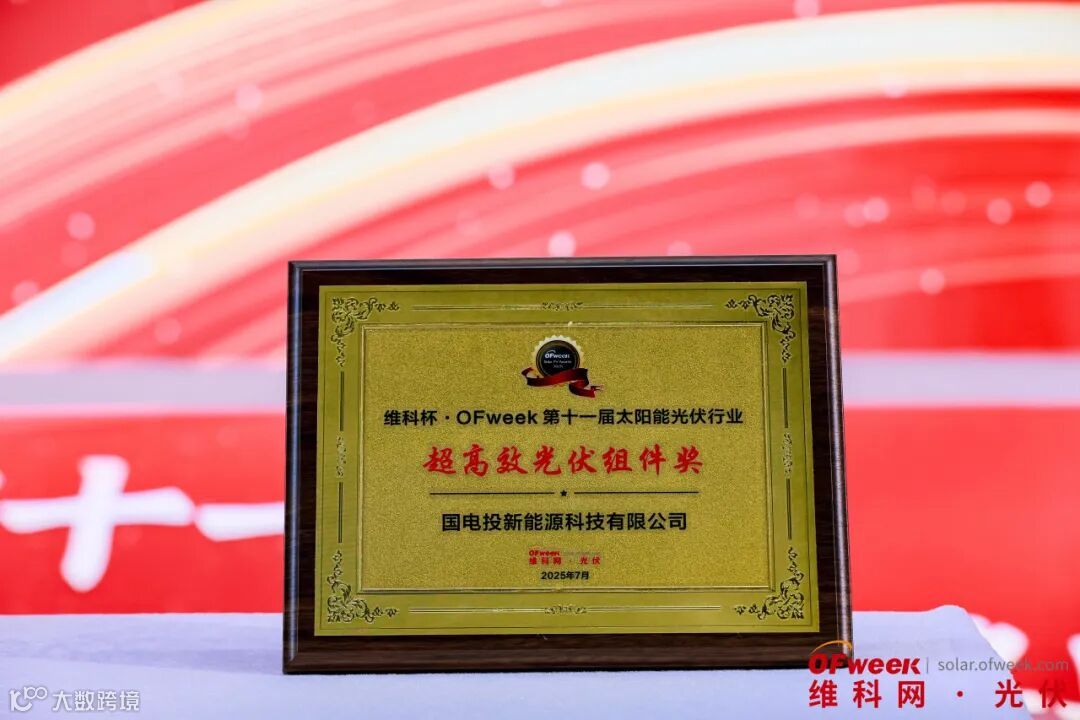 十一
OFweek
维科杯·OFweek 第十一届太阳能光伏行业
超高效光伏组件奖
国电投新能源科技有限公司
OFweek
维科网·光伏
2025年7月
OFweek | solar.ofweek.com
维科网·光伏
大数跨境